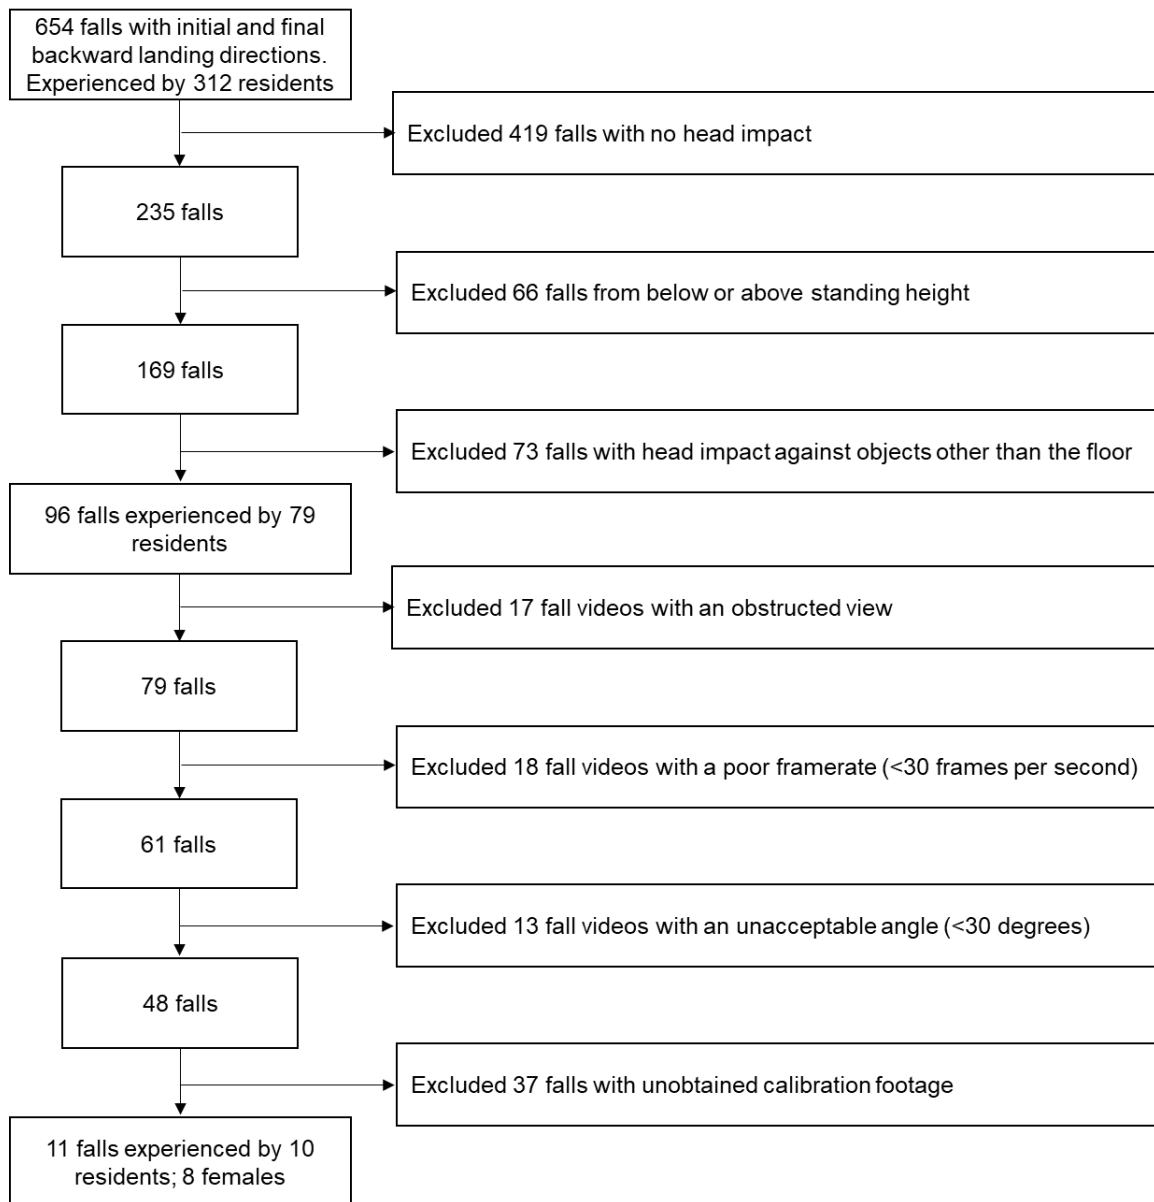 654 falls with initial and final
backward landing directions.
Experienced by 312 residents
Excluded 419 falls with no head impact
235 falls
Excluded 66 falls from below or above standing height
169 falls
Excluded 73 falls with head impact against objects other than the floor
96 falls experienced by 79
residents
Excluded 17 fall videos with an obstructed view
79 falls
Excluded 18 fall videos with a poor framerate (<30 frames per second)
61 falls
Excluded 13 fall videos with an unacceptable angle (<30 degrees)
48 falls
Excluded 37 falls with unobtained calibration footage
11 falls experienced by 10
residents; 8 females